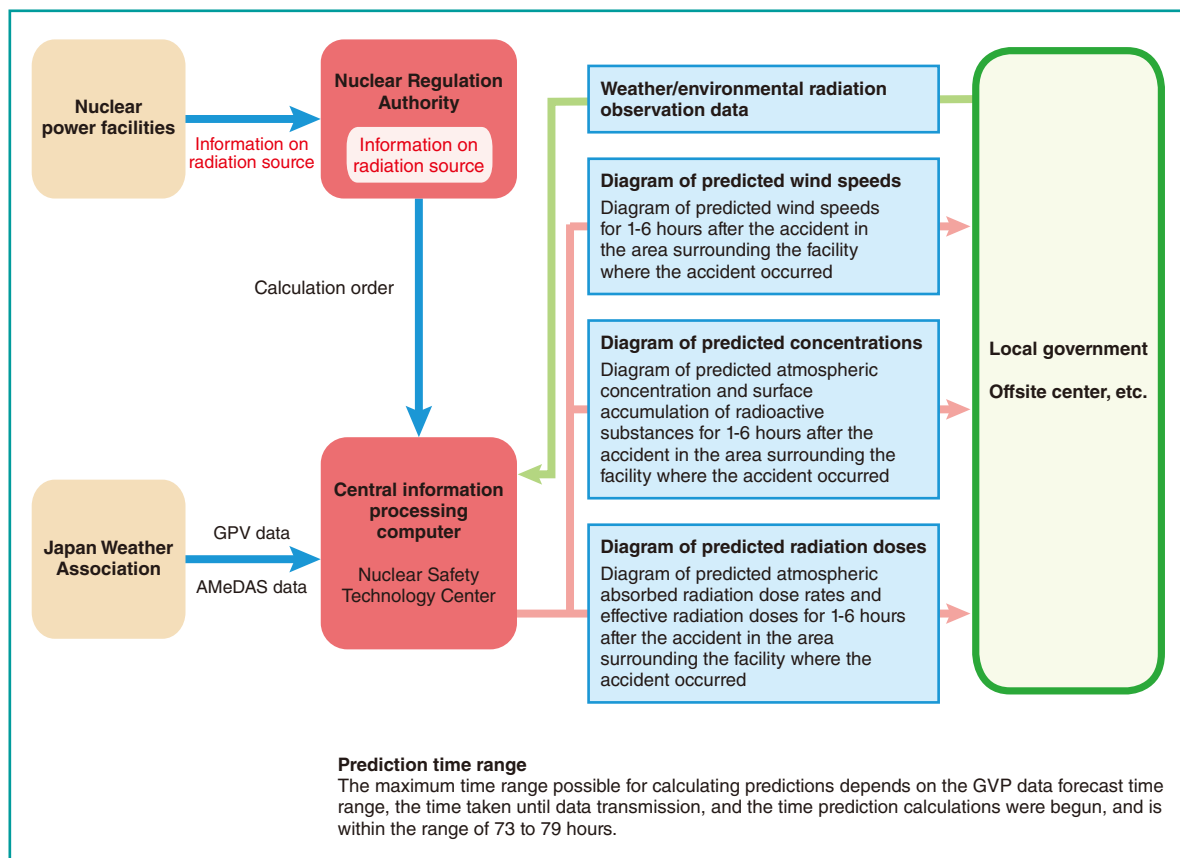 Nuclear
power facilities
Information on
radiation source
Nuclear Regulation
Authority
Information on
radiation source
Calculation order
Japan Weather
Association
GPV data
AMeDAS data
Central information
processing
computer
Nuclear Safety
Technology Center
Weather/environmental radiation
observation data
Diagram of predicted wind speeds
Diagram of predicted wind speeds
for 1-6 hours after the accident in
the area surrounding the facility
where the accident occurred
Diagram of predicted concentrations
Diagram of predicted atmospheric
concentration and surface
accumulation of radioactive
substances for 1-6 hours after the
accident in the area surrounding the
facility where the accident occurred
Diagram of predicted radiation doses
Diagram of predicted atmospheric
absorbed radiation dose rates and
effective radiation doses for 1-6 hours
after the accident in the area
surrounding the facility where the
accident occurred
Local government
Offsite center, etc.
Prediction time range
The maximum time range possible for calculating predictions depends on the GVP data forecast time
range, the time taken until data transmission, and the time prediction calculations were begun, and is
within the range of 73 to 79 hours.